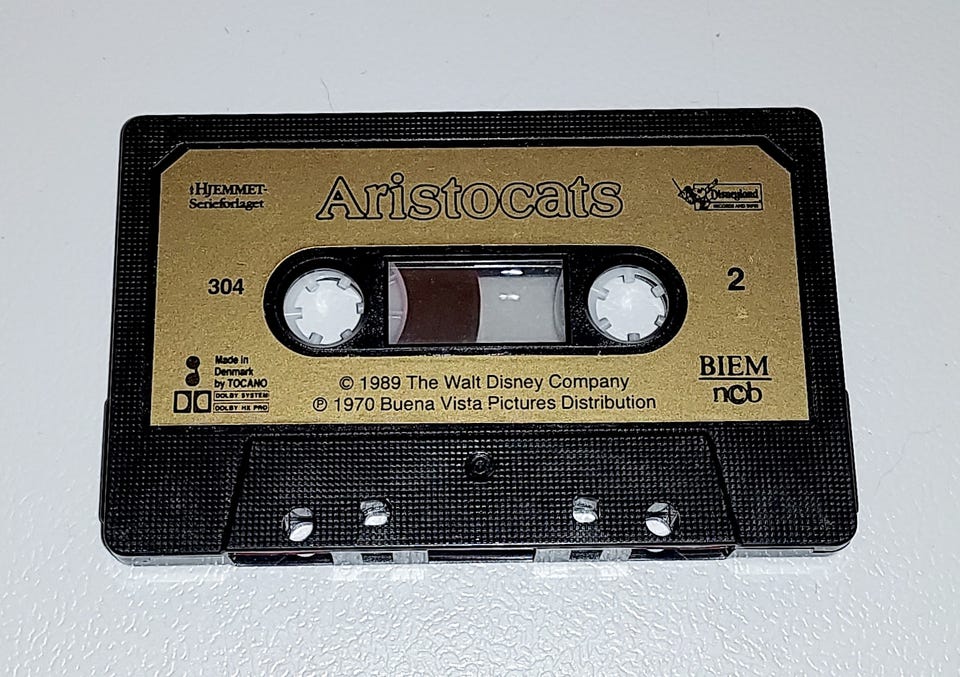 HJEMMET-
Serieforlaget
Aristocats
Disneyland
RECORDS AND TAPES
304
2
Made in
Denmark
by TOCANO
DOLBY SYSTEM
DOLBY HX PRO
© 1989 The Walt Disney Company
℗ 1970 Buena Vista Pictures Distribution
BIEM
ncb